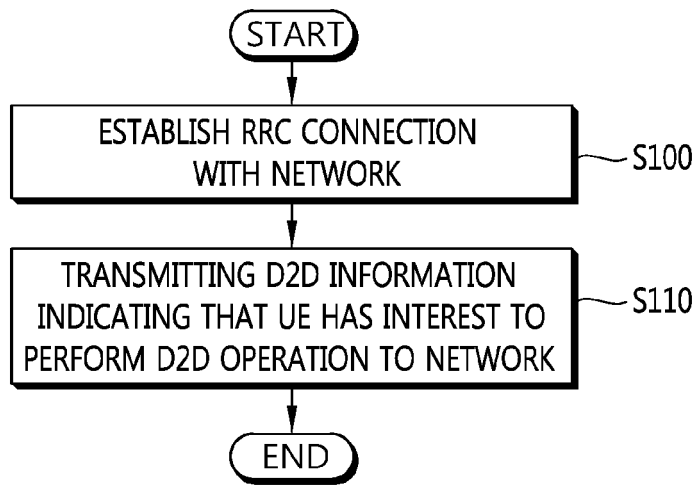 START
ESTABLISH RRC CONNECTION
WITH NETWORK
S100
TRANSMITTING D2D INFORMATION
INDICATING THAT UE HAS INTEREST TO
PERFORM D2D OPERATION TO NETWORK
S110
END